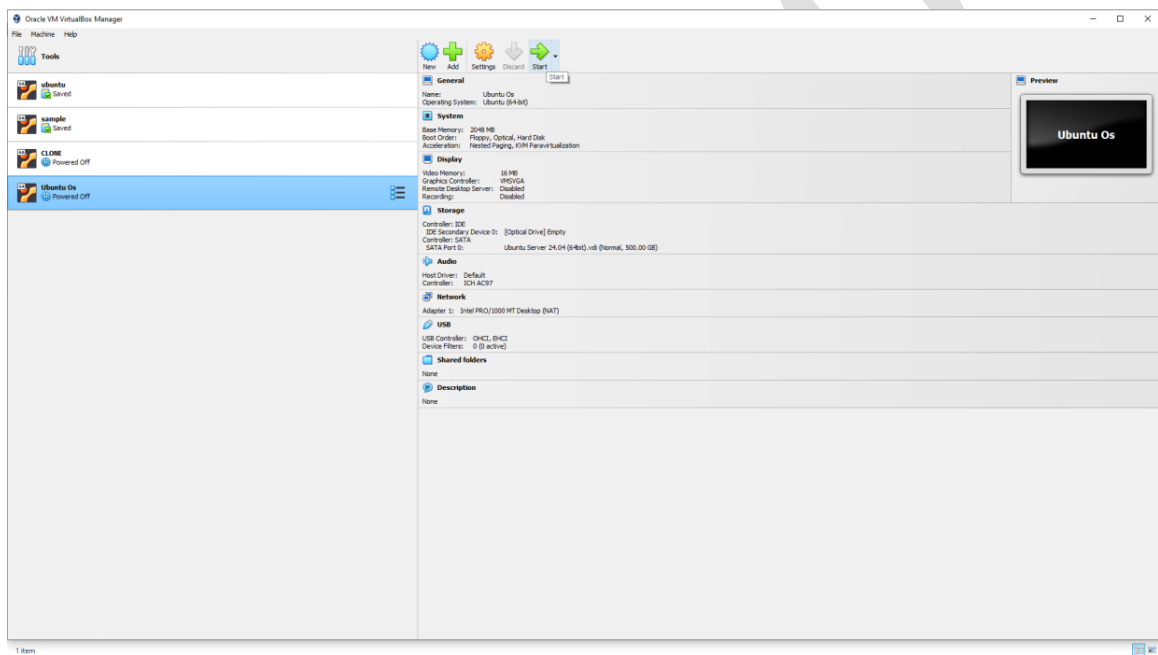 Oracle VM VirtualBox Manager
File Machine Help
Tools
New Add Settings Discard Start
Start
64
ubuntu
Saved
64
sample
Saved
64
CLONE
Powered Off
64
Ubuntu Os
Powered Off
General
Name: Ubuntu Os
Operating System: Ubuntu (64-bit)
System
Base Memory: 2048 MB
Boot Order: Floppy, Optical, Hard Disk
Acceleration: Nested Paging, KVM Paravirtualization
Display
Video Memory: 16 MB
Graphics Controller: VMSVGA
Remote Desktop Server: Disabled
Recording: Disabled
Storage
Controller: IDE
IDE Secondary Device 0: [Optical Drive] Empty
Controller: SATA
SATA Port 0: Ubuntu Server 24.04 (64bit).vdi (Normal, 500.00 GB)
Audio
Host Driver: Default
Controller: ICH AC97
Network
Adapter 1: Intel PRO/1000 MT Desktop (NAT)
USB
USB Controller: OHCI, EHCI
Device Filters: 0 (0 active)
Shared folders
None
Description
None
Preview
Ubuntu Os
1 item